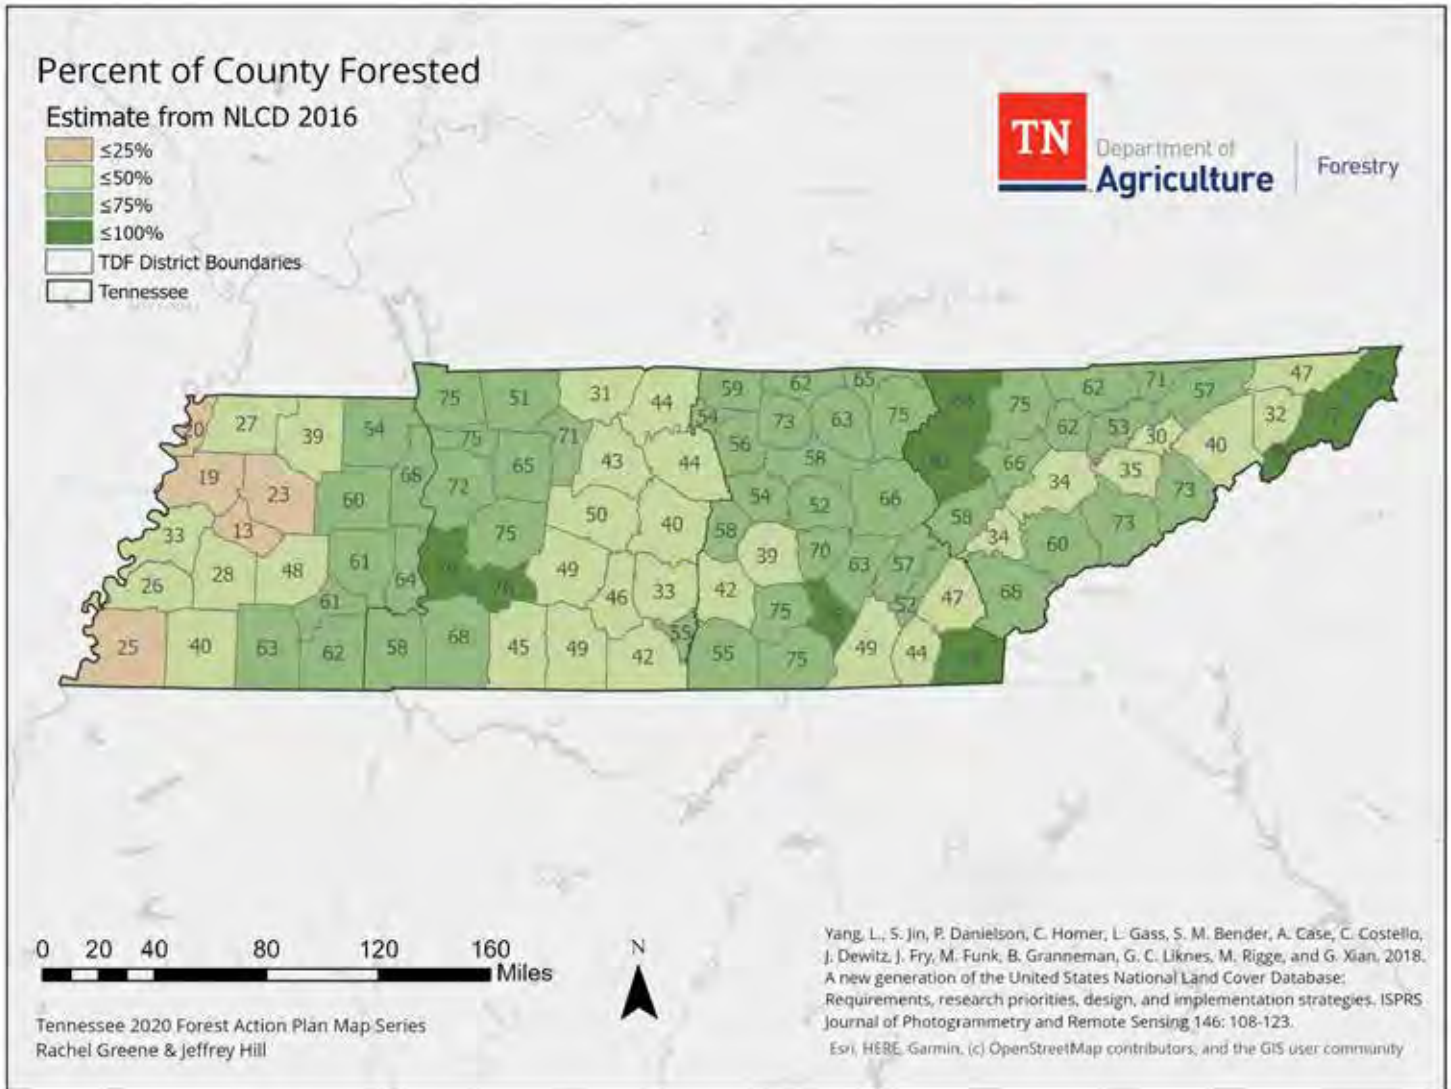 Percent of County Forested
Estimate from NLCD 2016
≤25%
≤50%
≤75%
≤100%
TDF District Boundaries
Tennessee
TN
Department of
Agriculture
Forestry
75 51 31 44 59 62 65 75 75 62 71 57 47
27 39 54 75 71 54 73 63 62 53 30 40 32
43 44 56 58 66 34 35 73
19 23 60 72 65 54 52 66
33 13 75 50 40 58 39 70 58 34 60 73
26 28 48 61 64 49 46 33 42 75 63 57 52 47 68
61
25 40 63 62 58 68 45 49 42 55 55 75 49 44
0 20 40 80 120 160
Miles
N
Tennessee 2020 Forest Action Plan Map Series
Rachel Greene & Jeffrey Hill
Yang, L., S. Jin, P. Danielson, C. Homer, L. Gass, S. M. Bender, A. Case, C. Costello,
J. Dewitz, J. Fry, M. Funk, B. Granneman, G. C. Liknes, M. Rigge, and G. Xian, 2018.
A new generation of the United States National Land Cover Database:
Requirements, research priorities, design, and implementation strategies. ISPRS
Journal of Photogrammetry and Remote Sensing 146: 108-123.
Esri, HERE, Garmin, (c) OpenStreetMap contributors, and the GIS user community